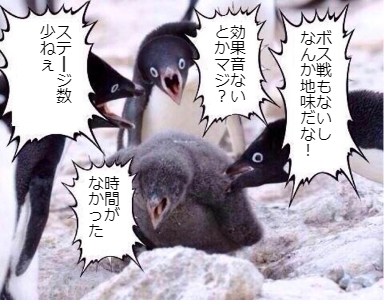 ボス戦もないし
なんか地味だな!
効果音ない
とかマジ?
ステージ数
少ねぇ
時間が
なかった